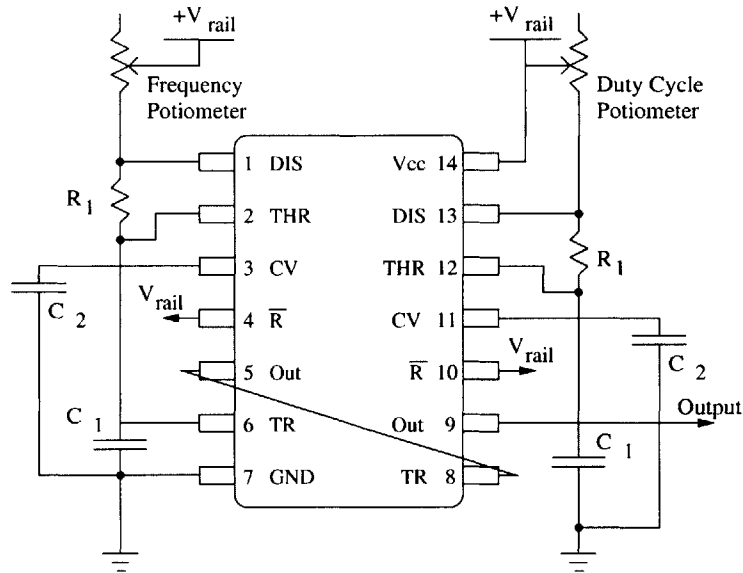 +V rail
+V rail
Frequency
Potiometer
Duty Cycle
Potiometer
1 DIS
Vcc 14
R 1
2 THR
DIS 13
3 CV
THR 12
R 1
C 2
V rail
4 R
CV 11
V rail
C 2
5 Out
R 10
Output
C 1
6 TR
Out 9
C 1
7 GND
TR 8